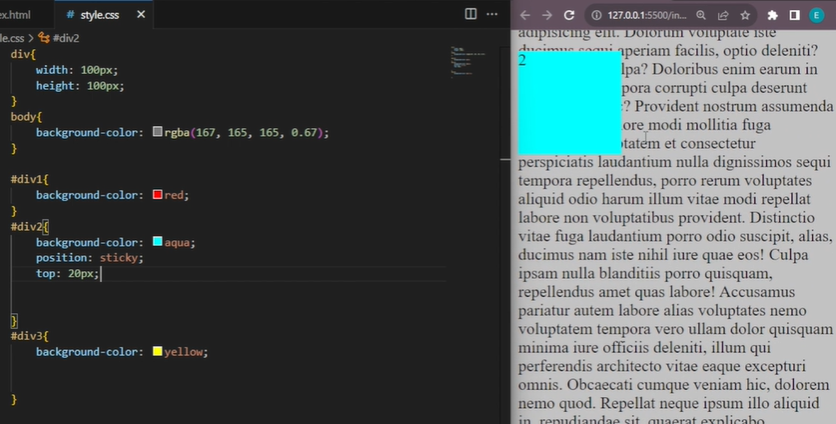 ex.html
# style.css
127.0.0.1:5500/in...
E
le.css > #div2
div{
width: 100px;
height: 100px;
}
body{
background-color: rgba(167, 165, 165, 0.67);
}
#div1{
background-color: red;
}
#div2{
background-color: aqua;
position: sticky;
top: 20px;
}
#div3{
background-color: yellow;
}
adipisicing elit. Dolorum voluptate iste
ducimus sequi aperiam facilis, optio deleniti?
2
lpa? Doloribus enim earum in
pora corrupti culpa deserunt
? Provident nostrum assumenda
ore modi mollitia fuga
tatem et consectetur
perspiciatis laudantium nulla dignissimos sequi
tempora repellendus, porro rerum voluptates
aliquid odio harum illum vitae modi repellat
labore non voluptatibus provident. Distinctio
vitae fuga laudantium porro odio suscipit, alias,
ducimus nam iste nihil iure quae eos! Culpa
ipsam nulla blanditiis porro quisquam,
repellendus amet quas labore! Accusamus
pariatur autem labore alias voluptates nemo
voluptatem tempora vero ullam dolor quisquam
minima iure officiis deleniti, illum qui
perferendis architecto vitae eaque excepturi
omnis. Obcaecati cumque veniam hic, dolorem
nemo quod. Repellat neque ipsum illo aliquid
in, repudiandae sit, quaerat explicabo